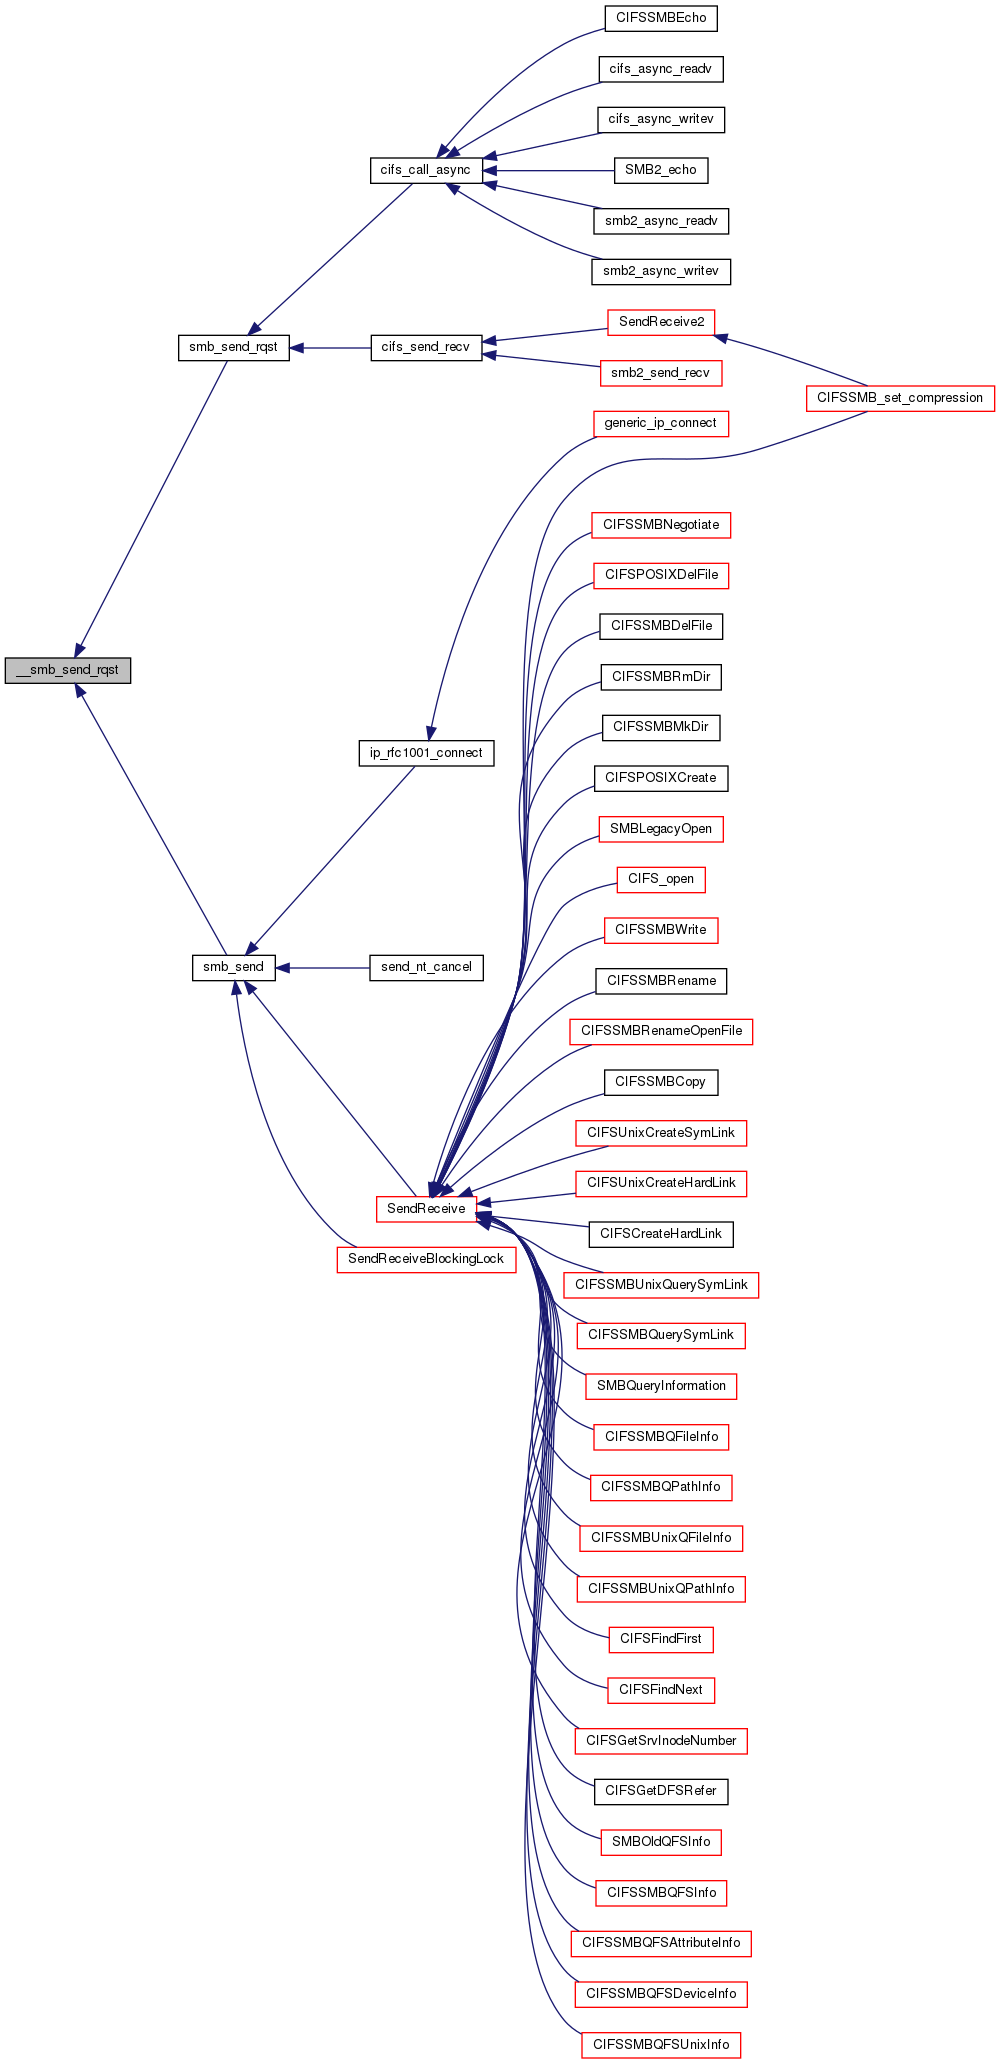 CIFSSMBEcho
cifs_async_readv
cifs_async_writev
cifs_call_async
SMB2_echo
smb2_async_readv
smb2_async_writev
SendReceive2
smb_send_rqst
cifs_send_recv
smb2_send_recv
CIFSSMB_set_compression
generic_ip_connect
CIFSSMBNegotiate
CIFSPOSIXDelFile
CIFSSMBDelFile
__smb_send_rqst
CIFSSMBRmDir
CIFSSMBMkDir
ip_rfc1001_connect
CIFSPOSIXCreate
SMBLegacyOpen
CIFS_open
CIFSSMBWrite
smb_send
send_nt_cancel
CIFSSMBRename
CIFSSMBRenameOpenFile
CIFSSMBCopy
CIFSUnixCreateSymLink
CIFSUnixCreateHardLink
SendReceive
CIFSCreateHardLink
SendReceiveBlockingLock
CIFSSMBUnixQuerySymLink
CIFSSMBQuerySymLink
SMBQueryInformation
CIFSSMBQFileInfo
CIFSSMBQPathInfo
CIFSSMBUnixQFileInfo
CIFSSMBUnixQPathInfo
CIFSFindFirst
CIFSFindNext
CIFSGetSrvInodeNumber
CIFSGetDFSRefer
SMBOldQFSInfo
CIFSSMBQFSInfo
CIFSSMBQFSAttributeInfo
CIFSSMBQFSDeviceInfo
CIFSSMBQFSUnixInfo